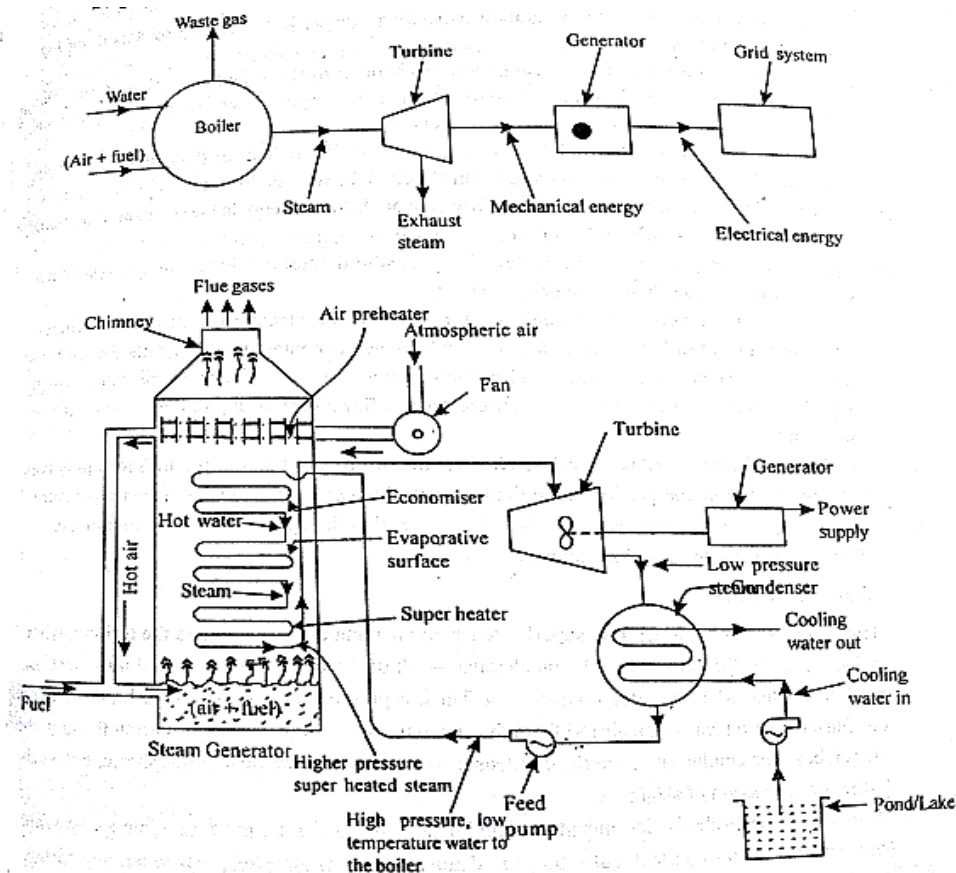 Waste gas
Turbine
Generator
Grid system
Water
Boiler
(Air + fuel)
Steam
Exhaust
steam
Mechanical energy
Electrical energy
Flue gases
Chimney
Air preheater
Atmospheric air
Fan
Turbine
Generator
Power
supply
Economiser
Hot water
Evaporative
surface
Hot air
Steam
Super heater
Low pressure
steam
Condenser
Cooling
water out
Cooling
water in
Fuel
(air + fuel)
Steam Generator
Higher pressure
super heated steam
Feed
pump
High pressure, low
temperature water to
the boiler
Pond/Lake